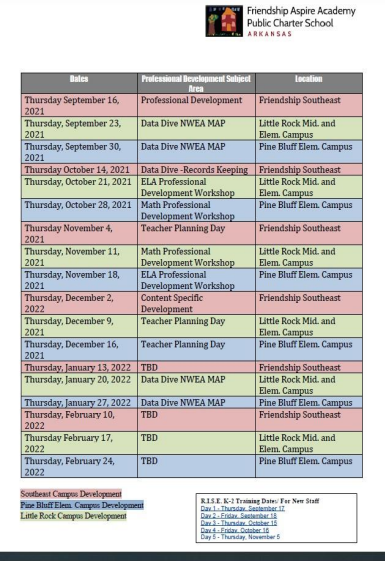 Friendship Aspire Academy
Public Charter School
ARKANSAS
Dates Professional Development Subject Area Location
Thursday September 16, 2021 Professional Development Friendship Southeast
Thursday, September 23, 2021 Data Dive NWEA MAP Little Rock Mid. and Elem. Campus
Thursday, September 30, 2021 Data Dive NWEA MAP Pine Bluff Elem. Campus
Thursday October 14, 2021 Data Dive -Records Keeping Friendship Southeast
Thursday, October 21, 2021 ELA Professional Development Workshop Little Rock Mid. and Elem. Campus
Thursday, October 28, 2021 Math Professional Development Workshop Pine Bluff Elem. Campus
Thursday November 4, 2021 Teacher Planning Day Friendship Southeast
Thursday, November 11, 2021 Math Professional Development Workshop Little Rock Mid. and Elem. Campus
Thursday, November 18, 2021 ELA Professional Development Workshop Pine Bluff Elem. Campus
Thursday, December 2, 2022 Content Specific Development Friendship Southeast
Thursday, December 9, 2021 Teacher Planning Day Little Rock Mid. and Elem. Campus
Thursday, December 16, 2021 Teacher Planning Day Pine Bluff Elem. Campus
Thursday, January 13, 2022 TBD Friendship Southeast
Thursday, January 20, 2022 Data Dive NWEA MAP Little Rock Mid. and Elem. Campus
Thursday, January 27, 2022 Data Dive NWEA MAP Pine Bluff Elem. Campus
Thursday, February 10, 2022 TBD Friendship Southeast
Thursday February 17, 2022 TBD Little Rock Mid. and Elem. Campus
Thursday, February 24, 2022 TBD Pine Bluff Elem. Campus
Southeast Campus Development
Pine Bluff Elem. Campus Development
Little Rock Campus Development
R.I.S.E. K-2 Training Dates/ For New Staff
Day 1 - Thursday, September 17
Day 2 - Friday, September 18
Day 3 - Thursday, October 15
Day 4 - Friday, October 16
Day 5 - Thursday, November 5